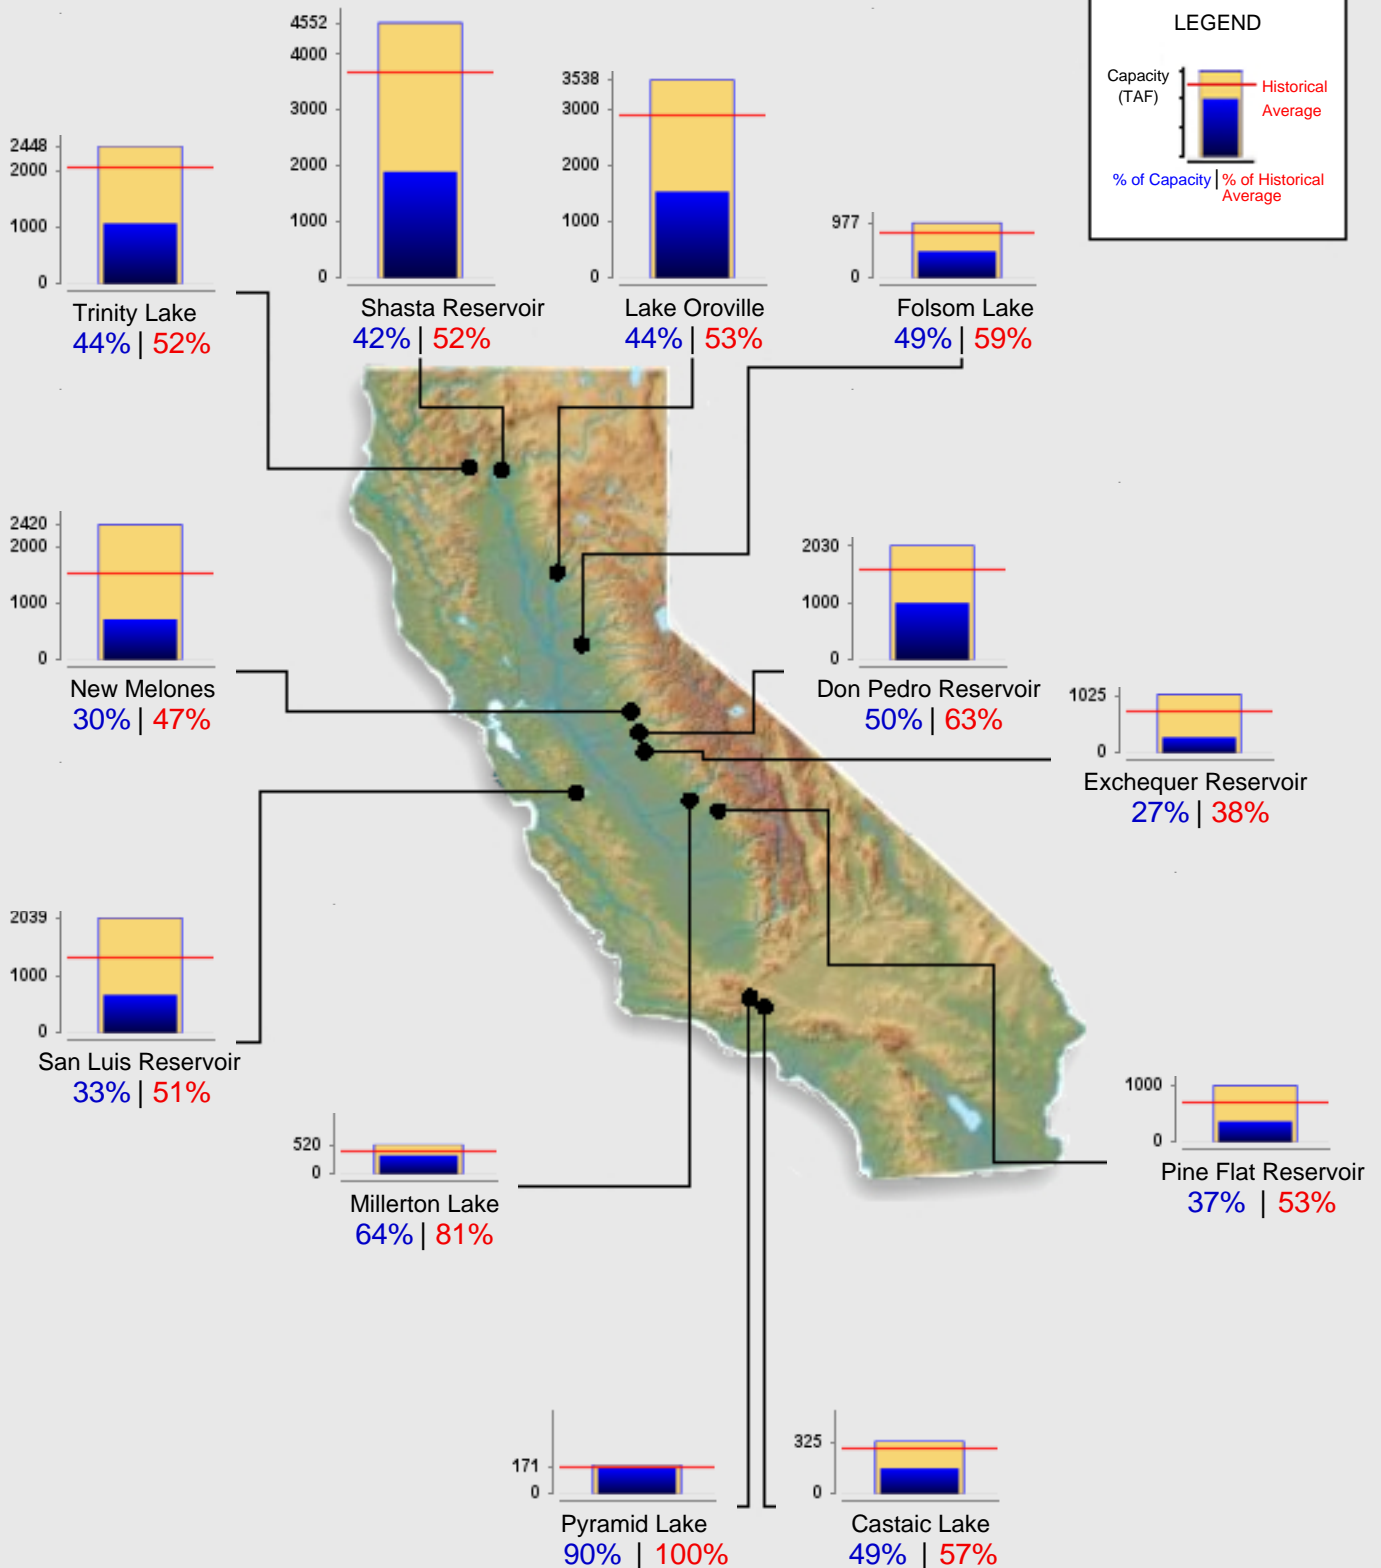 LEGEND
Capacity
(TAF)
Historical
Average
% of Capacity | % of Historical
Average
4552
4000
3000
2000
1000
0
Shasta Reservoir
42% | 52%
3538
3000
2000
1000
0
Lake Oroville
44% | 53%
2448
2000
1000
0
Trinity Lake
44% | 52%
977
0
Folsom Lake
49% | 59%
2420
2000
1000
0
New Melones
30% | 47%
2030
1000
0
Don Pedro Reservoir
50% | 63%
1025
0
Exchequer Reservoir
27% | 38%
2039
1000
0
San Luis Reservoir
33% | 51%
520
0
Millerton Lake
64% | 81%
1000
0
Pine Flat Reservoir
37% | 53%
171
0
Pyramid Lake
90% | 100%
325
0
Castaic Lake
49% | 57%